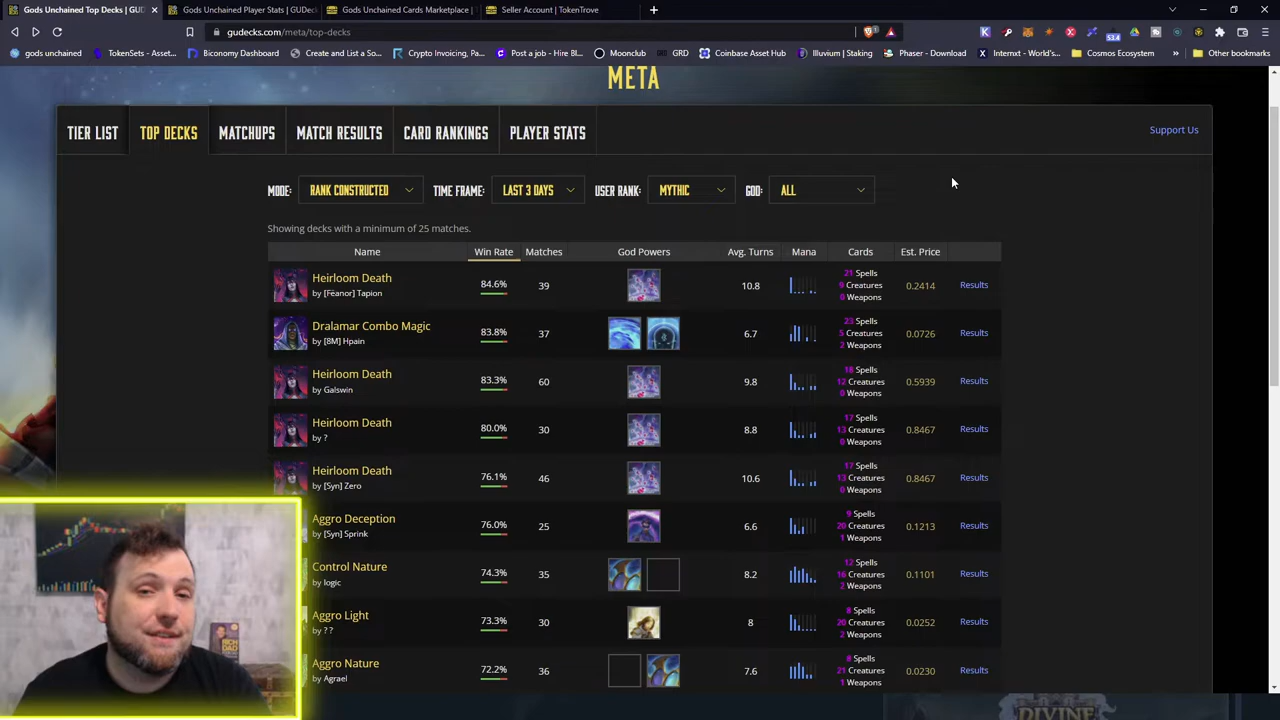 Gods Unchained Top Decks | GUDec
Gods Unchained Player Stats | GUDec
Gods Unchained Cards Marketplace |
Seller Account | TokenTrove
gudecks.com/meta/top-decks
gods unchained
TokenSets - Asset...
Biconomy Dashboard
Create and List a So...
Crypto Invoicing, Pa...
Post a job - Hire Bl...
Moonclub
GRD
Coinbase Asset Hub
Illuvium | Staking
Phaser - Download
Internxt - World's...
Cosmos Ecosystem
Other bookmarks
META
TIER LIST
TOP DECKS
MATCHUPS
MATCH RESULTS
CARD RANKINGS
PLAYER STATS
Support Us
MODE: RANK CONSTRUCTED TIME FRAME: LAST 3 DAYS USER RANK: MYTHIC GOD: ALL
Showing decks with a minimum of 25 matches.
Name Win Rate Matches God Powers Avg. Turns Mana Cards Est. Price
Heirloom Death
by [Fëanor] Tapion
84.6% 39 10.8
21 Spells
9 Creatures
0 Weapons
0.2414 Results
Dralamar Combo Magic
by [8M] Hpain
83.8% 37 6.7
23 Spells
5 Creatures
2 Weapons
0.0726 Results
Heirloom Death
by Galswin
83.3% 60 9.8
18 Spells
12 Creatures
0 Weapons
0.5939 Results
Heirloom Death
by ?
80.0% 30 8.8
17 Spells
13 Creatures
0 Weapons
0.8467 Results
Heirloom Death
by [Syn] Zero
76.1% 46 10.6
17 Spells
13 Creatures
0 Weapons
0.8467 Results
Aggro Deception
by [Syn] Sprink
76.0% 25 6.6
9 Spells
20 Creatures
1 Weapons
0.1213 Results
Control Nature
by logic
74.3% 35 8.2
12 Spells
16 Creatures
2 Weapons
0.1101 Results
Aggro Light
by ? ?
73.3% 30 8
8 Spells
20 Creatures
2 Weapons
0.0252 Results
Aggro Nature
by Agrael
72.2% 36 7.6
8 Spells
21 Creatures
1 Weapons
0.0230 Results
RICH
DAD
DIVINE